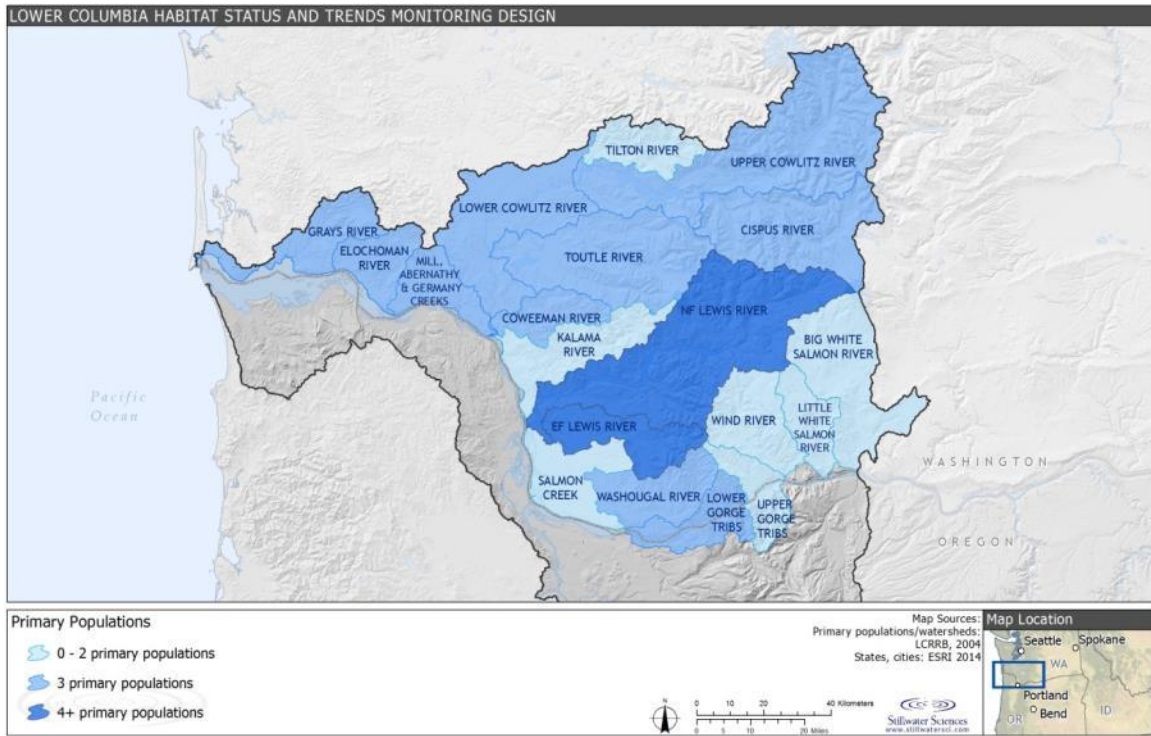 LOWER COLUMBIA HABITAT STATUS AND TRENDS MONITORING DESIGN
TILTON RIVER
UPPER COWLITZ RIVER
LOWER COWLITZ RIVER
GRAYS RIVER
CISPUS RIVER
ELOCHOMAN
RIVER
MILL,
ABERNATHY
& GERMANY
CREEKS
TOUTLE RIVER
COWEEMAN RIVER
NF LEWIS RIVER
KALAMA
RIVER
BIG WHITE
SALMON RIVER
Pacific
Ocean
EF LEWIS RIVER
WIND RIVER
LITTLE
WHITE
SALMON
RIVER
WASHINGTON
SALMON
CREEK
WASHOUGAL RIVER
LOWER
GORGE
TRIBS
UPPER
GORGE
TRIBS
OREGON
Primary Populations
0 - 2 primary populations
3 primary populations
4+ primary populations
Map Sources:
Primary populations/watersheds:
LCRRB, 2004
States, cities: ESRI 2014
N
0 10 20 40 Kilometers
0 10 20 Miles
Stillwater Sciences
www.stillwatersci.com
Map Location
Seattle
Spokane
WA
Portland
Bend
OR
ID